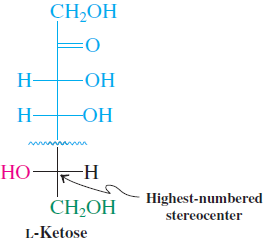 CH₂OH
=O
H OH
H OH
HO H
CH₂OH
Highest-numbered
stereocenter
L-Ketose